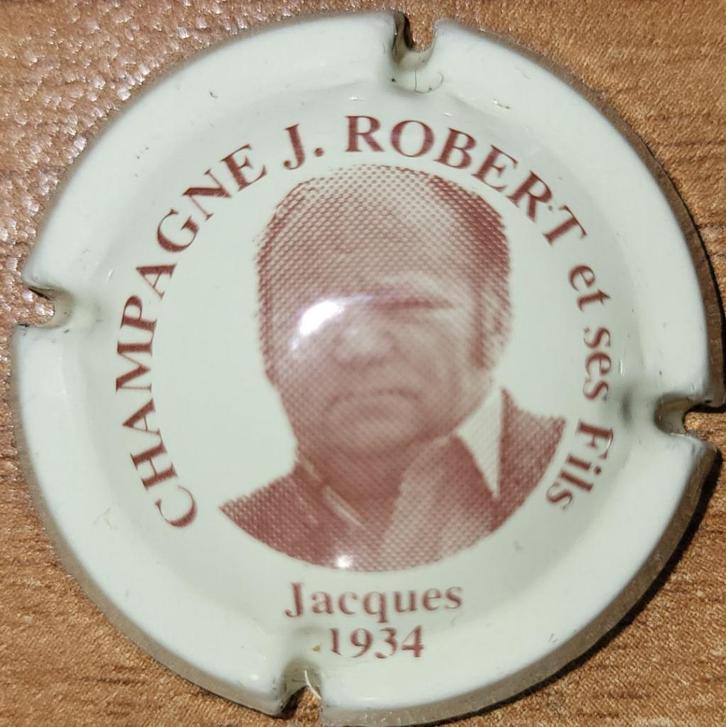 CHAMPAGNE J. ROBERT et ses Fils
Jacques
1934